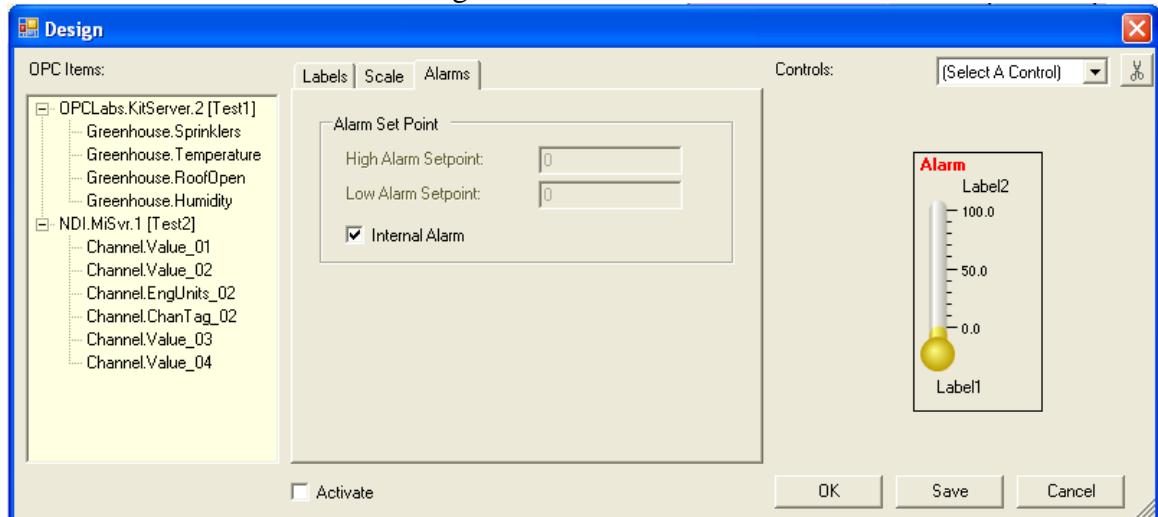 Design
OPC Items:
OPCLabs.KitServer.2 [Test1]
Greenhouse.Sprinklers
Greenhouse.Temperature
Greenhouse.RoofOpen
Greenhouse.Humidity
NDI.MiSvr.1 [Test2]
Channel.Value_01
Channel.Value_02
Channel.EngUnits_02
Channel.ChanTag_02
Channel.Value_03
Channel.Value_04
Labels Scale Alarms
Alarm Set Point
High Alarm Setpoint: 0
Low Alarm Setpoint: 0
Internal Alarm
Activate
Controls: (Select A Control)
Alarm
Label2
100.0
50.0
0.0
Label1
OK Save Cancel